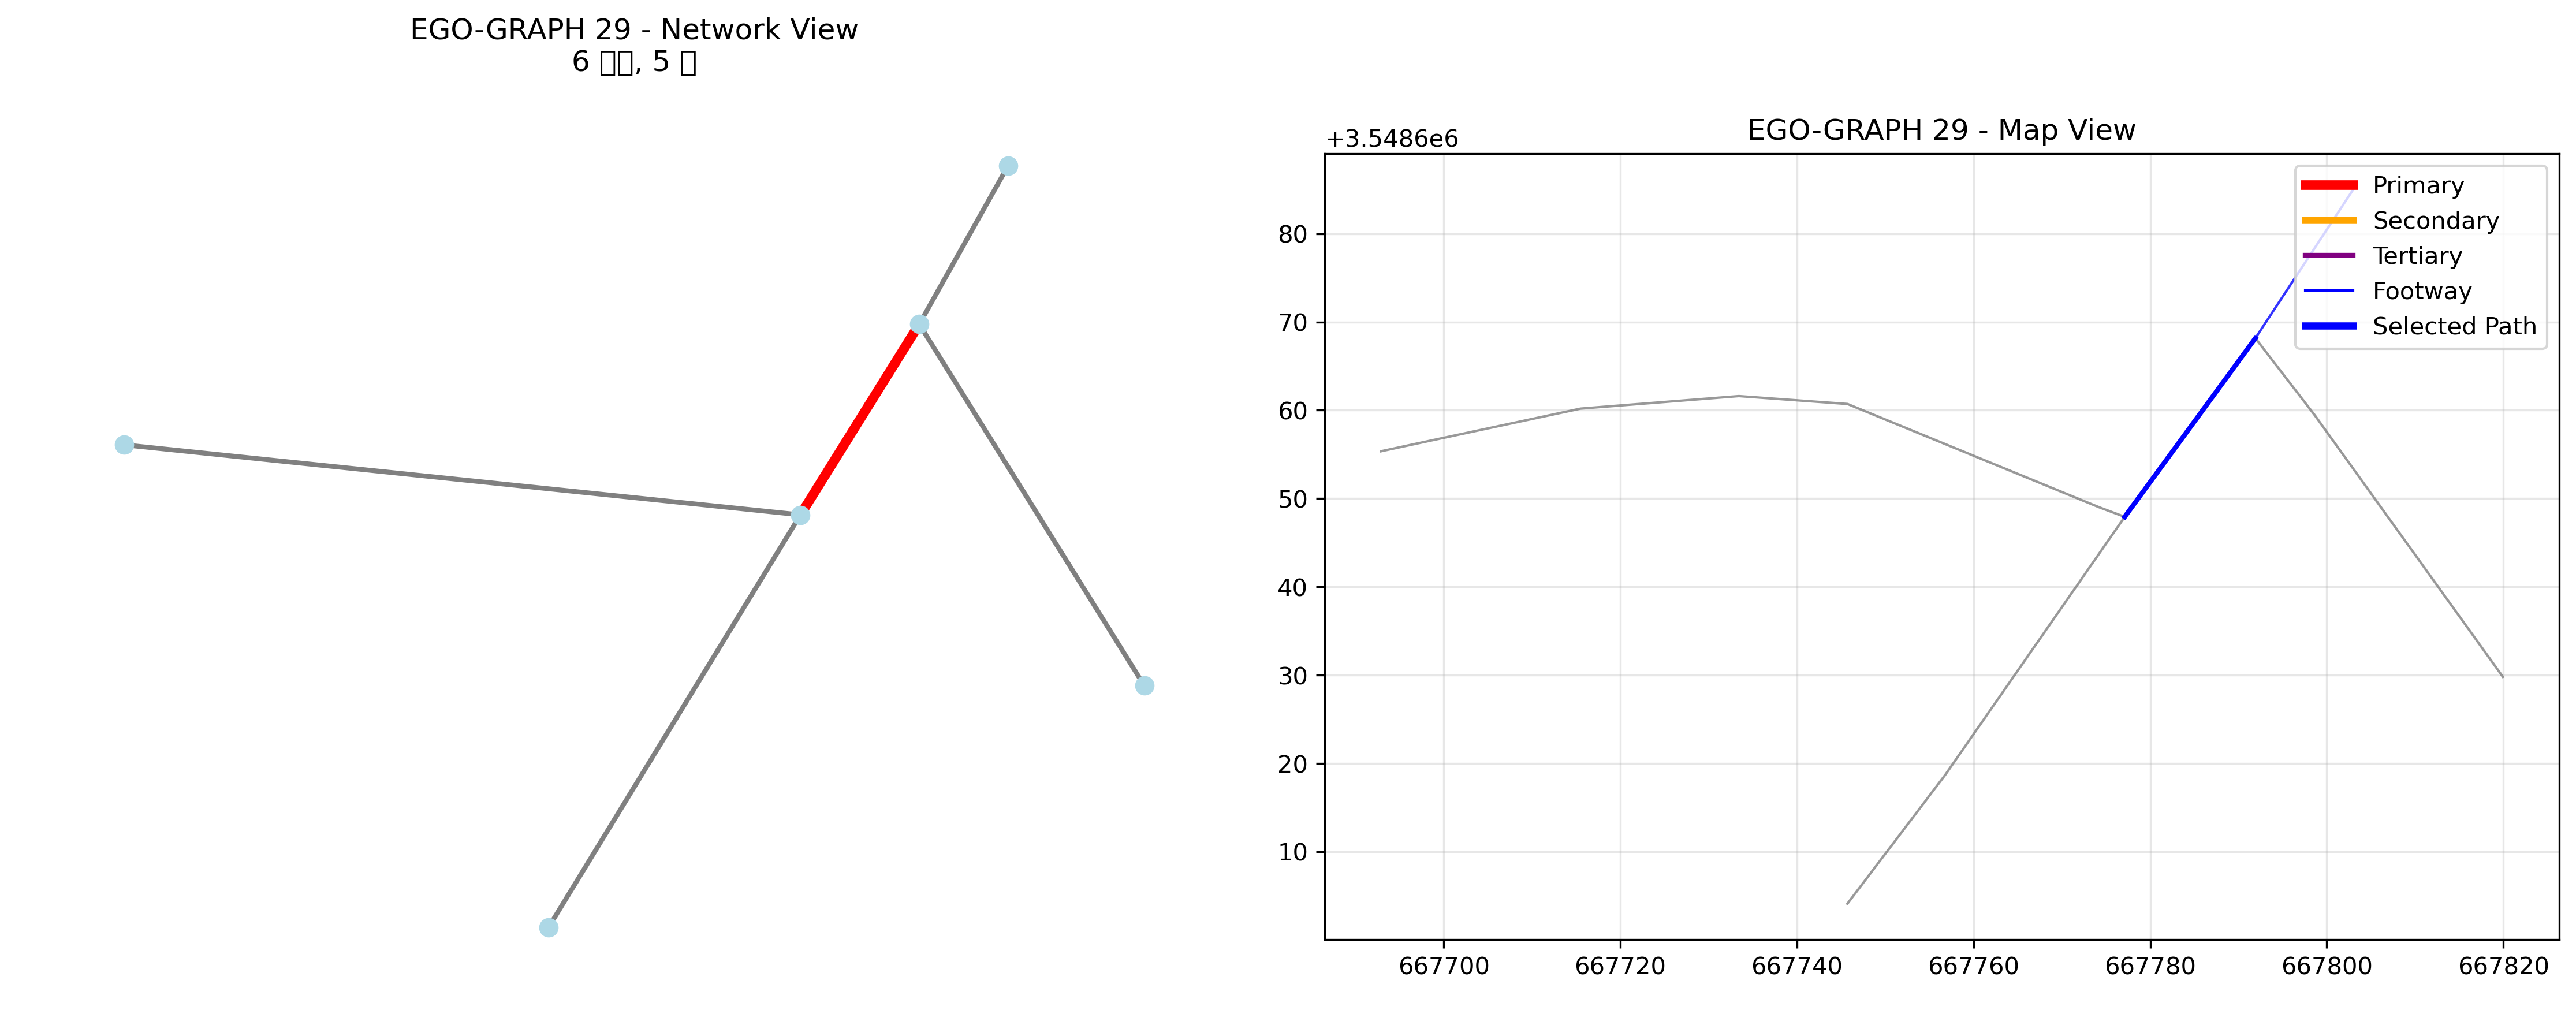 EGO-GRAPH 29 - Network View
6 , 5
EGO-GRAPH 29 - Map View
+3.5486e6
80
70
60
50
40
30
20
10
667700 667720 667740 667760 667780 667800 667820
Primary
Secondary
Tertiary
Footway
Selected Path